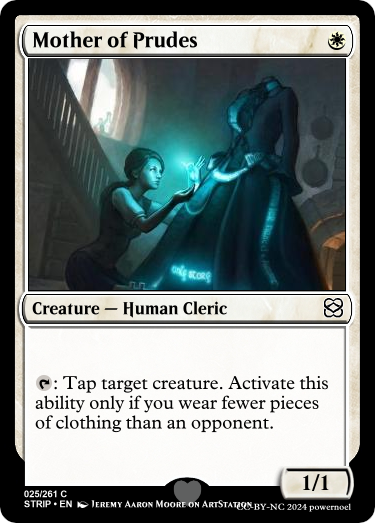 Mother of Prudes
Creature — Human Cleric
: Tap target creature. Activate this
ability only if you wear fewer pieces
of clothing than an opponent.
1/1
025/261 C
STRIP • EN Jeremy Aaron Moore on ArtStation
CC-BY-NC 2024 powernoel